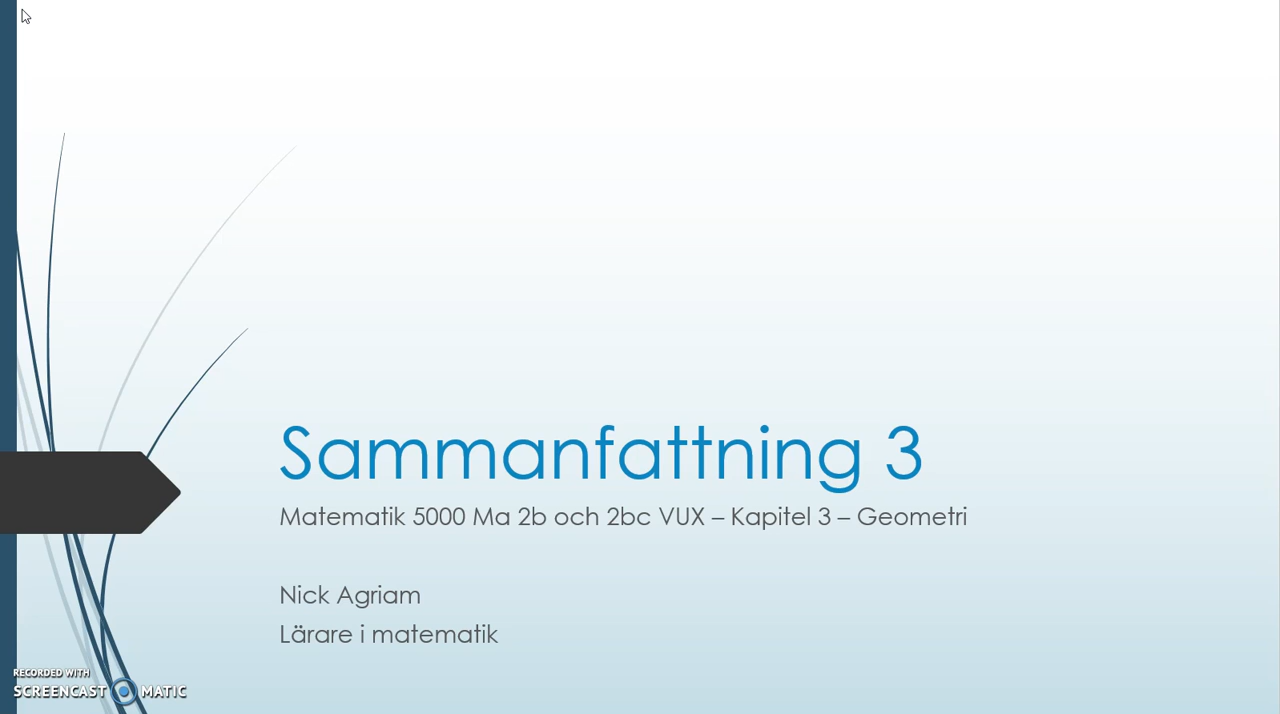 Sammanfattning 3
Matematik 5000 Ma 2b och 2bc VUX – Kapitel 3 – Geometri
Nick Agriam
Lärare i matematik
RECORDED WITH
SCREENCAST MATIC